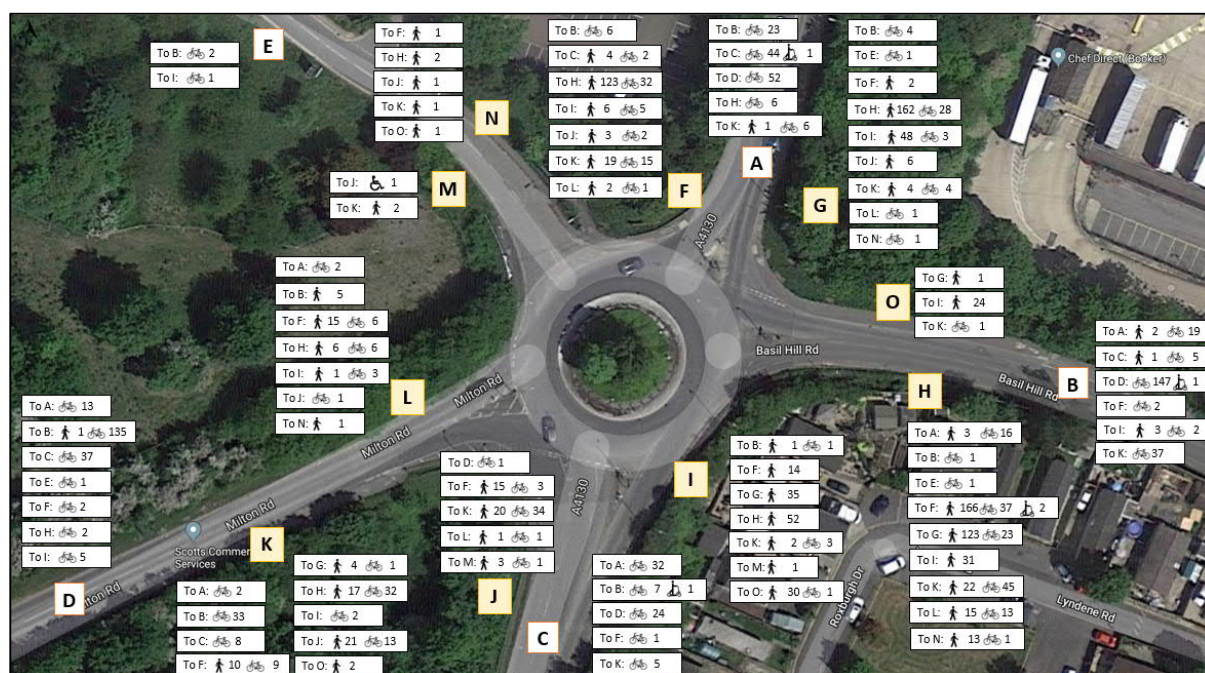 E
To B: 2
To I: 1
To F: 1
To H: 2
To J: 1
To K: 1
To O: 1
N
To B: 6
To C: 4 2
To H: 123 32
To I: 6 5
To J: 3 2
To K: 19 15
To L: 2 1
F
To B: 23
To C: 44 1
To D: 52
To H: 6
To K: 1 6
A
To B: 4
To E: 1
To F: 2
To H: 162 28
To I: 48 3
To J: 6
To K: 4 4
To L: 1
To N: 1
G
Chef Direct (Booker)
To J: 1
To K: 2
M
A4130
To A: 2
To B: 5
To F: 15 6
To H: 6 6
To I: 1 3
To J: 1
To N: 1
L
To G: 1
To I: 24
To K: 1
O
Basil Hill Rd
Basil Hill Rd
B
To A: 2 19
To C: 1 5
To D: 147 1
To F: 2
To I: 3 2
To K: 37
Milton Rd
Milton Rd
Milton Rd
Milton Rd
To A: 13
To B: 1 135
To C: 37
To E: 1
To F: 2
To H: 2
To I: 5
D
Scotts Comme
Services
K
To A: 2
To B: 33
To C: 8
To F: 10 9
To G: 4 1
To H: 17 32
To I: 2
To J: 21 13
To O: 2
To D: 1
To F: 15 3
To K: 20 34
To L: 1 1
To M: 3 1
J
A4130
C
To A: 32
To B: 7 1
To D: 24
To F: 1
To K: 5
I
To B: 1 1
To F: 14
To G: 35
To H: 52
To K: 2 3
To M: 1
To O: 30 1
Roxburgh Dr
H
To A: 3 16
To B: 1
To E: 1
To F: 166 37 2
To G: 123 23
To I: 31
To K: 22 45
To L: 15 13
To N: 13 1
Lyndene Rd